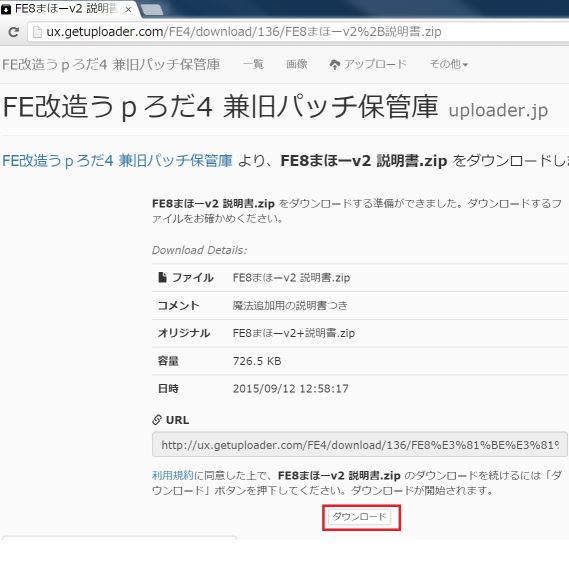 FE8まほーv2 説明書
ux.getuploader.com/FE4/download/136/FE8まほーv2%2B説明書.zip
FE改造うｐろだ4 兼旧パッチ保管庫 一覧 画像 アップロード その他
FE改造うｐろだ4 兼旧パッチ保管庫 uploader.jp
FE改造うｐろだ4 兼旧パッチ保管庫 より、FE8まほーv2 説明書.zip をダウンロードし
FE8まほーv2 説明書.zip をダウンロードする準備ができました。ダウンロードするフ
ァイルをお確かめください。
Download Details:
ファイル FE8まほーv2 説明書.zip
コメント 魔法追加用の説明書つき
オリジナル FE8まほーv2+説明書.zip
容量 726.5 KB
日時 2015/09/12 12:58:17
URL
http://ux.getuploader.com/FE4/download/136/FE8%E3%81%BE%E3%81%
利用規約に同意した上で、FE8まほーv2 説明書.zip のダウンロードを続けるには「ダ
ウンロード」ボタンを押下してください。ダウンロードが開始されます。
ダウンロード